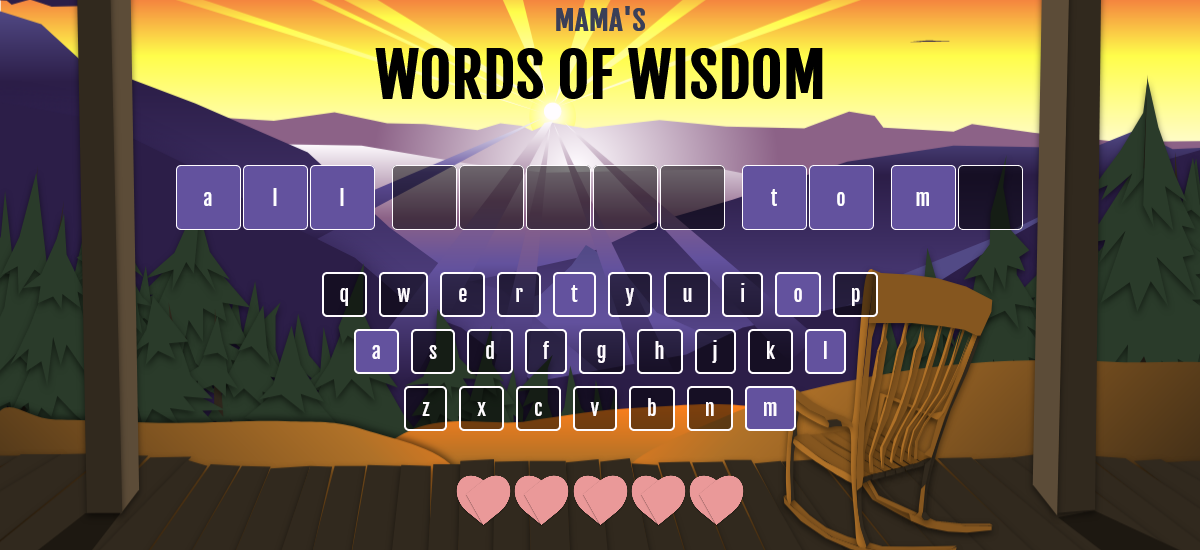 MAMA'S
WORDS OF WISDOM
a l l t o m
q w e r t y u i o p
a s d f g h j k l
z x c v b n m